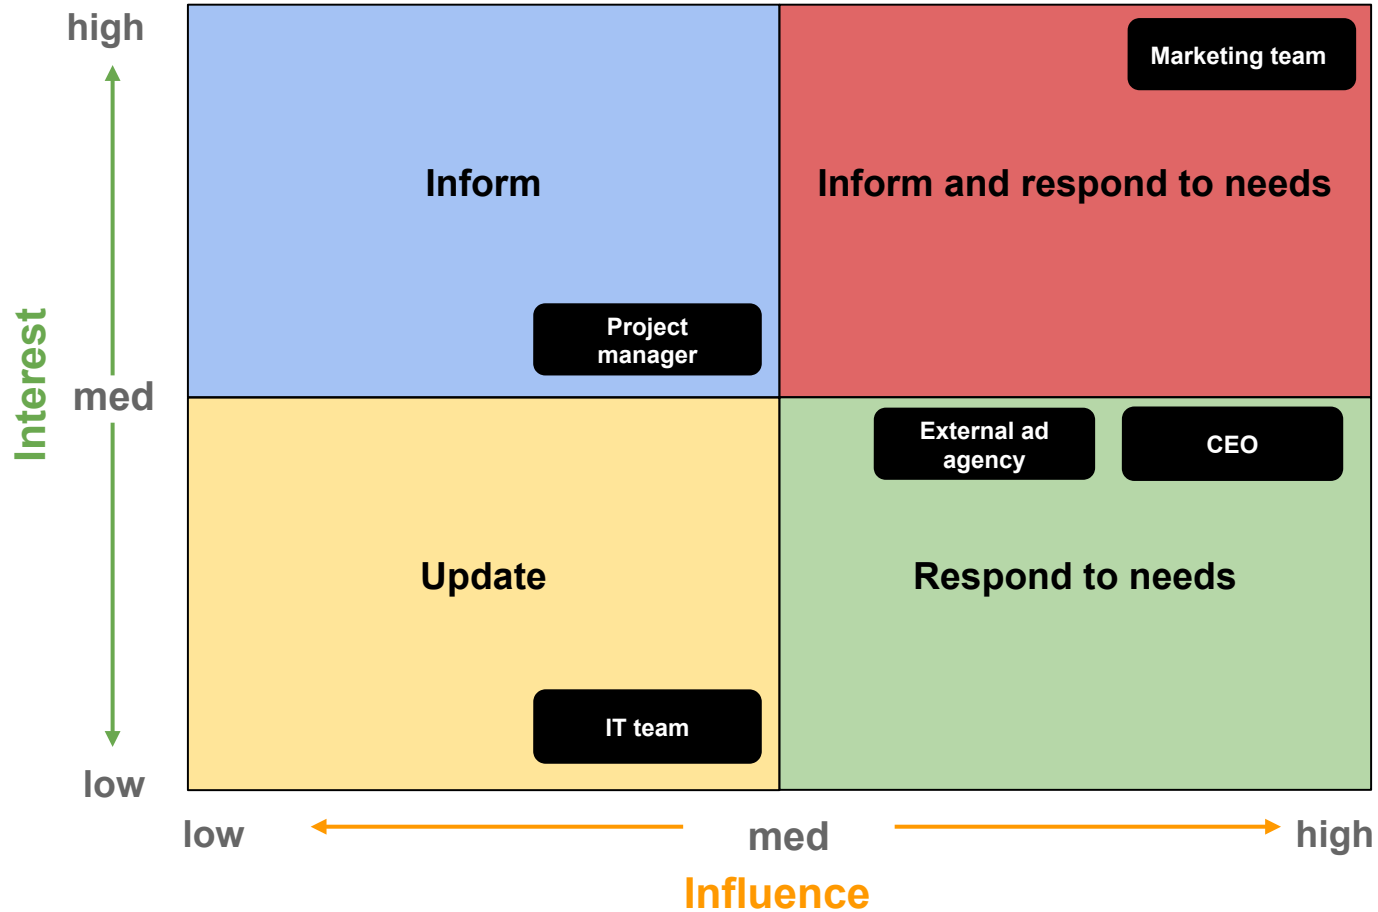 high
Marketing team
Inform
Inform and respond to needs
Project
manager
Interest
med
External ad
agency
CEO
Update
Respond to needs
IT team
low
low
med
high
Influence